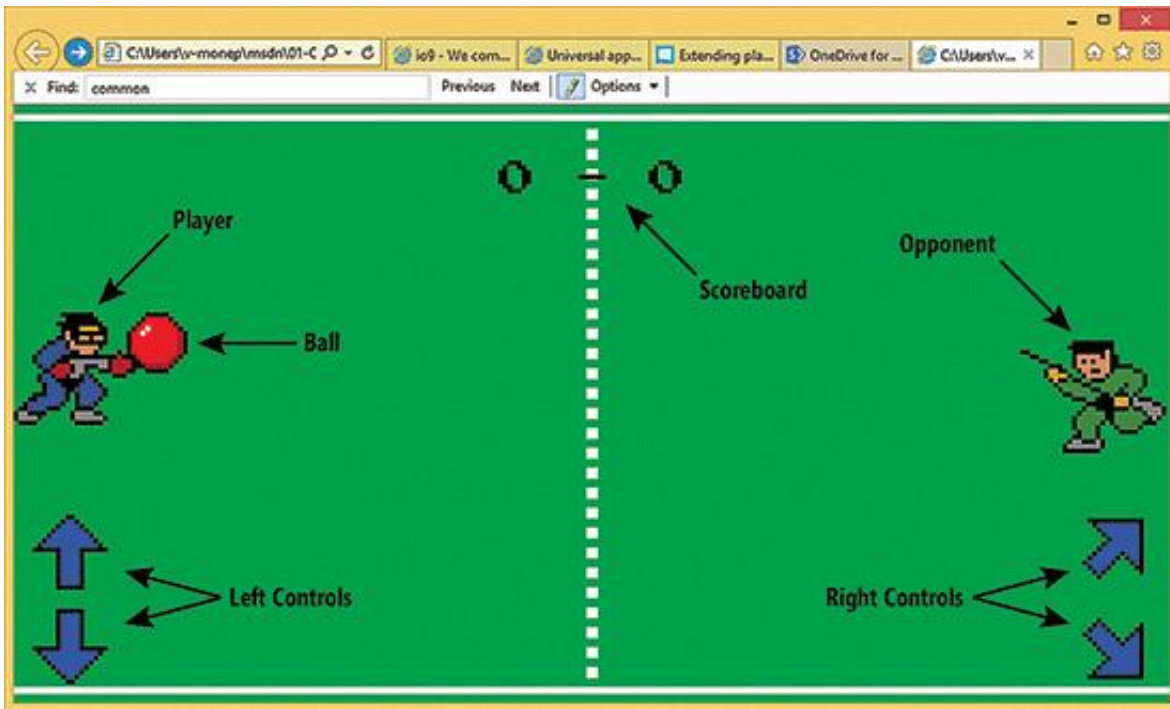 C:\Users\v-monep\msdn\01-C
io9 - We com...
Universal app...
Extending pla...
OneDrive for ...
C:\Users\v...
Find: common
Previous Next Options
0 - 0
Player
Opponent
Scoreboard
Ball
Left Controls
Right Controls